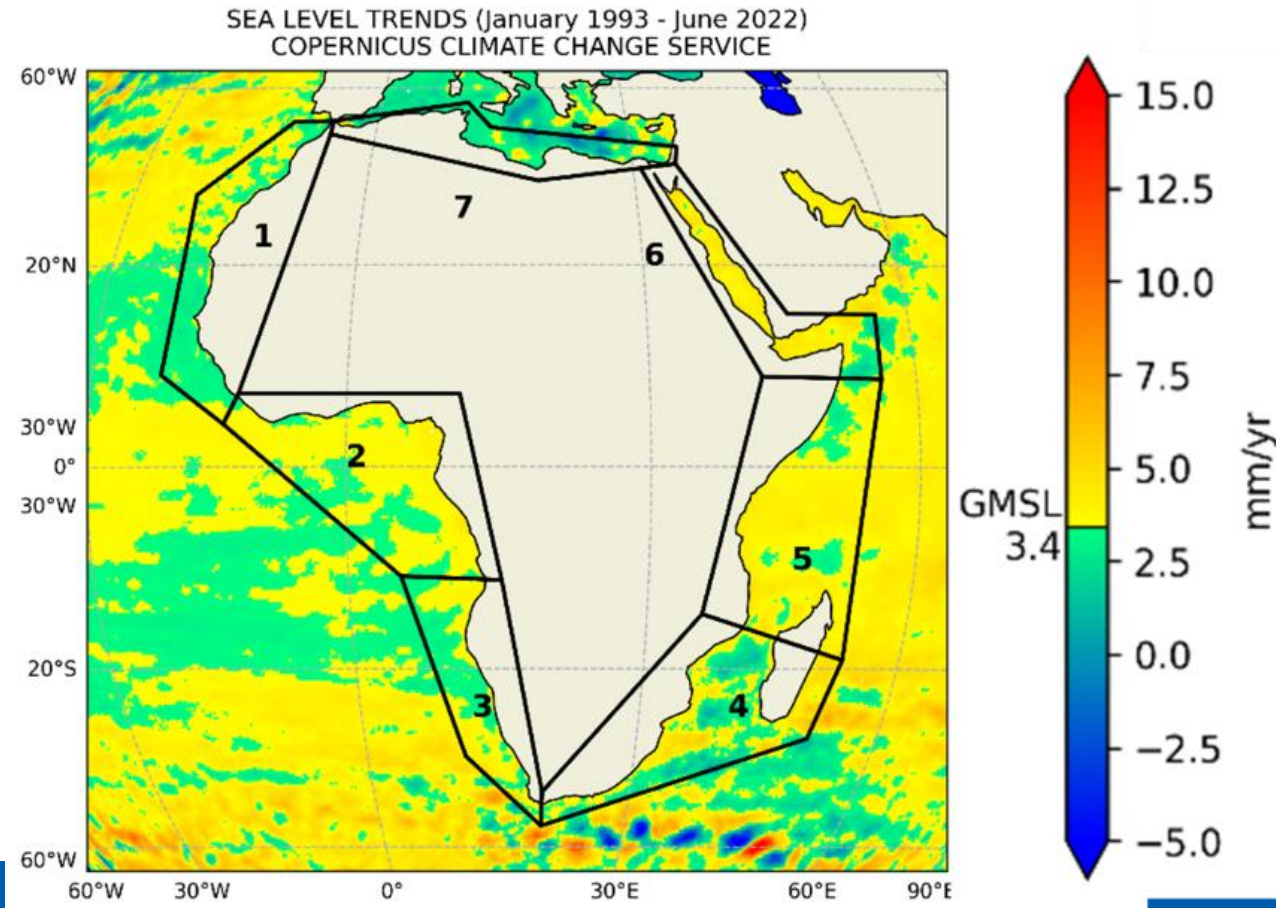 SEA LEVEL TRENDS (January 1993 - June 2022)
COPERNICUS CLIMATE CHANGE SERVICE
60°W
20°N
30°W
0°
30°W
20°S
60°W
60°W 30°W 0° 30°E 60°E 90°E
1
7
6
2
5
3
4
GMSL
3.4
15.0
12.5
10.0
7.5
5.0
2.5
0.0
−2.5
−5.0
mm/yr